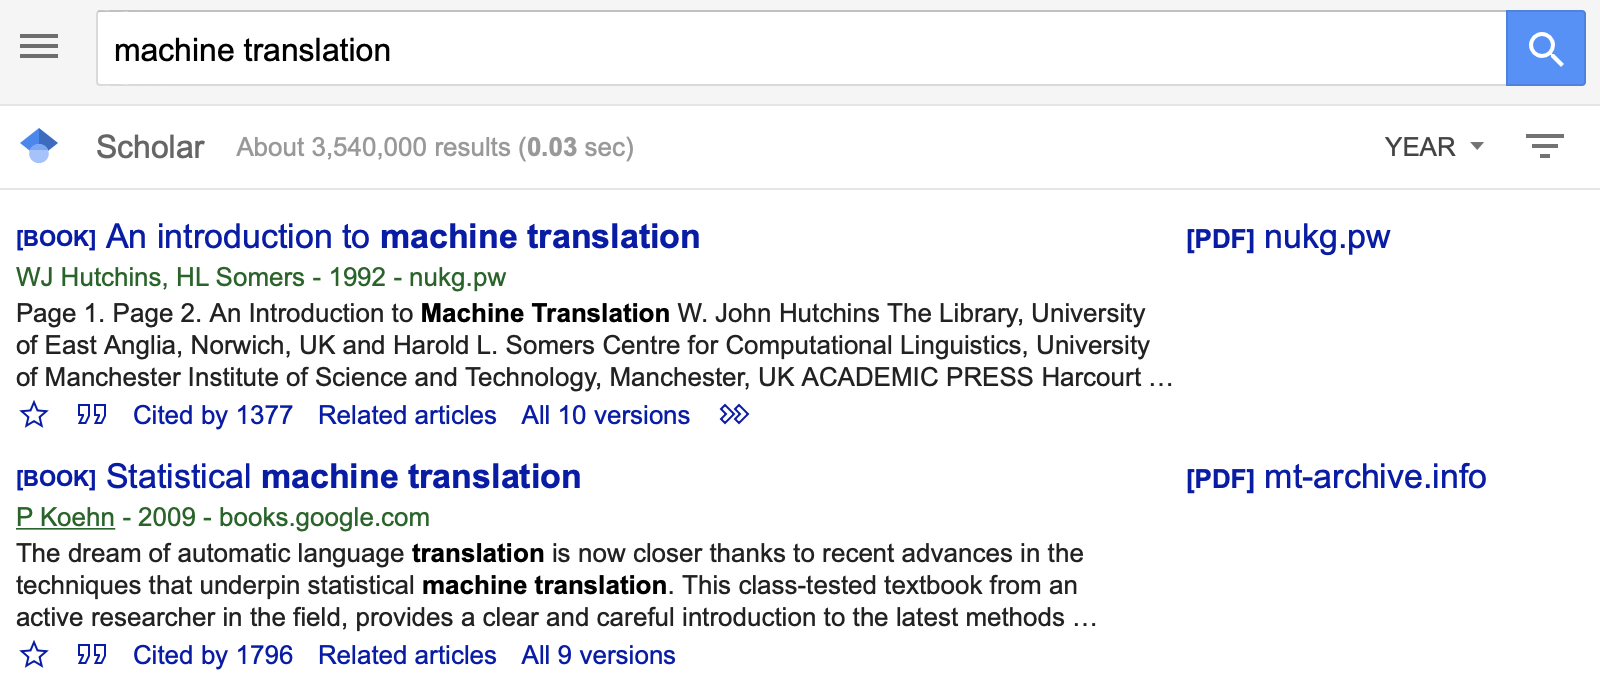 machine translation
Scholar About 3,540,000 results (0.03 sec) YEAR
[BOOK] An introduction to machine translation [PDF] nukg.pw
WJ Hutchins, HL Somers - 1992 - nukg.pw
Page 1. Page 2. An Introduction to Machine Translation W. John Hutchins The Library, University
of East Anglia, Norwich, UK and Harold L. Somers Centre for Computational Linguistics, University
of Manchester Institute of Science and Technology, Manchester, UK ACADEMIC PRESS Harcourt …
Cited by 1377 Related articles All 10 versions
[BOOK] Statistical machine translation [PDF] mt-archive.info
P Koehn - 2009 - books.google.com
The dream of automatic language translation is now closer thanks to recent advances in the
techniques that underpin statistical machine translation. This class-tested textbook from an
active researcher in the field, provides a clear and careful introduction to the latest methods …
Cited by 1796 Related articles All 9 versions